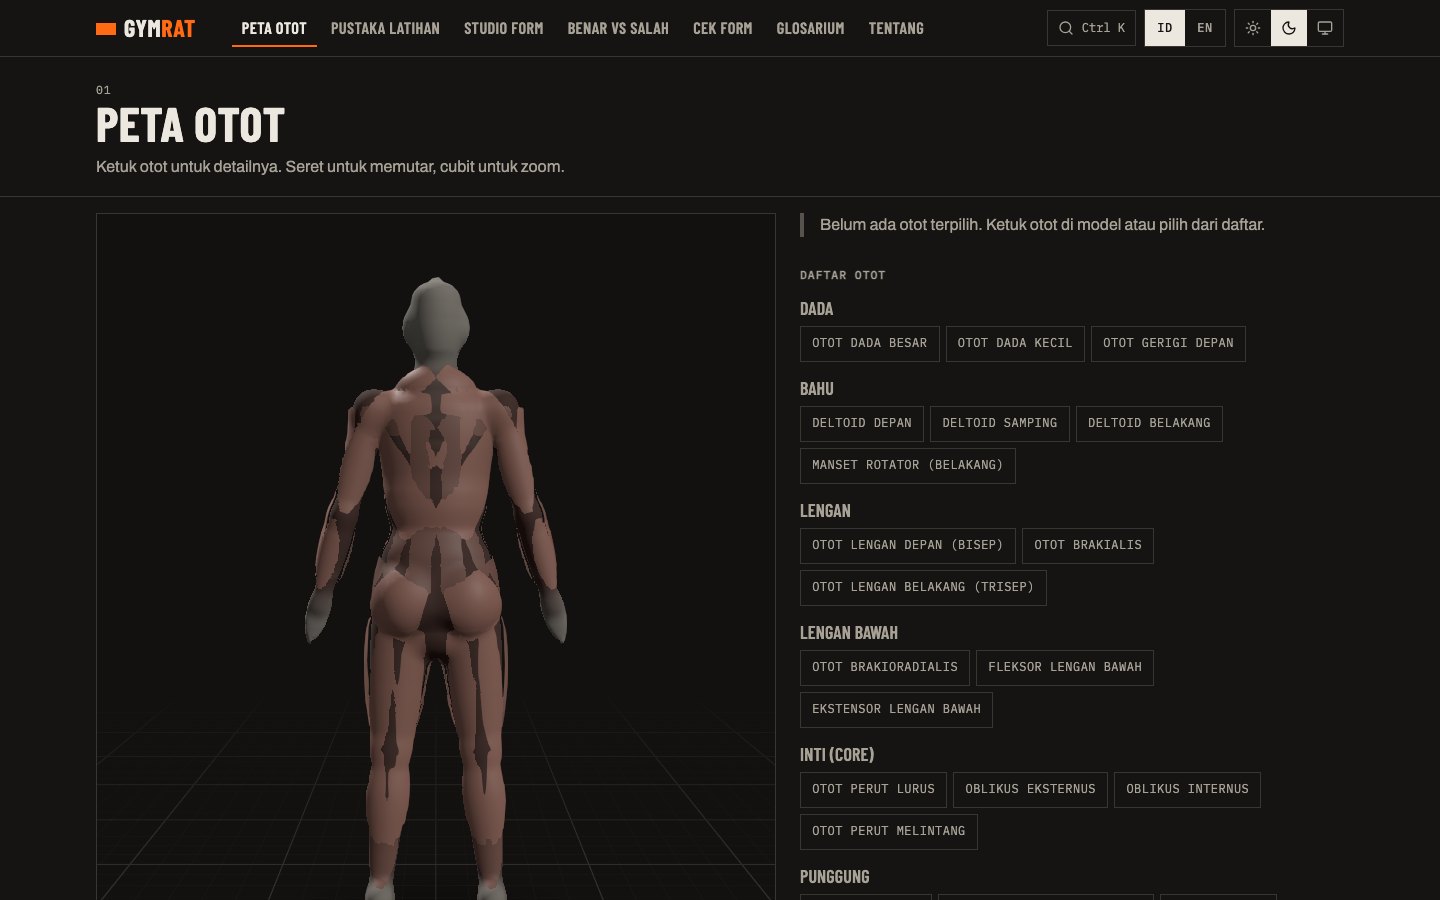 GYMRAT PETA OTOT PUSTAKA LATIHAN STUDIO FORM BENAR VS SALAH CEK FORM GLOSARIUM TENTANG Ctrl K ID EN
01
PETA OTOT
Ketuk otot untuk detailnya. Seret untuk memutar, cubit untuk zoom.
Belum ada otot terpilih. Ketuk otot di model atau pilih dari daftar.
DAFTAR OTOT
DADA
OTOT DADA BESAR OTOT DADA KECIL OTOT GERIGI DEPAN
BAHU
DELTOID DEPAN DELTOID SAMPING DELTOID BELAKANG
MANSET ROTATOR (BELAKANG)
LENGAN
OTOT LENGAN DEPAN (BISEP) OTOT BRAKIALIS
OTOT LENGAN BELAKANG (TRISEP)
LENGAN BAWAH
OTOT BRAKIORADIALIS FLEKSOR LENGAN BAWAH
EKSTENSOR LENGAN BAWAH
INTI (CORE)
OTOT PERUT LURUS OBLIKUS EKSTERNUS OBLIKUS INTERNUS
OTOT PERUT MELINTANG
PUNGGUNG